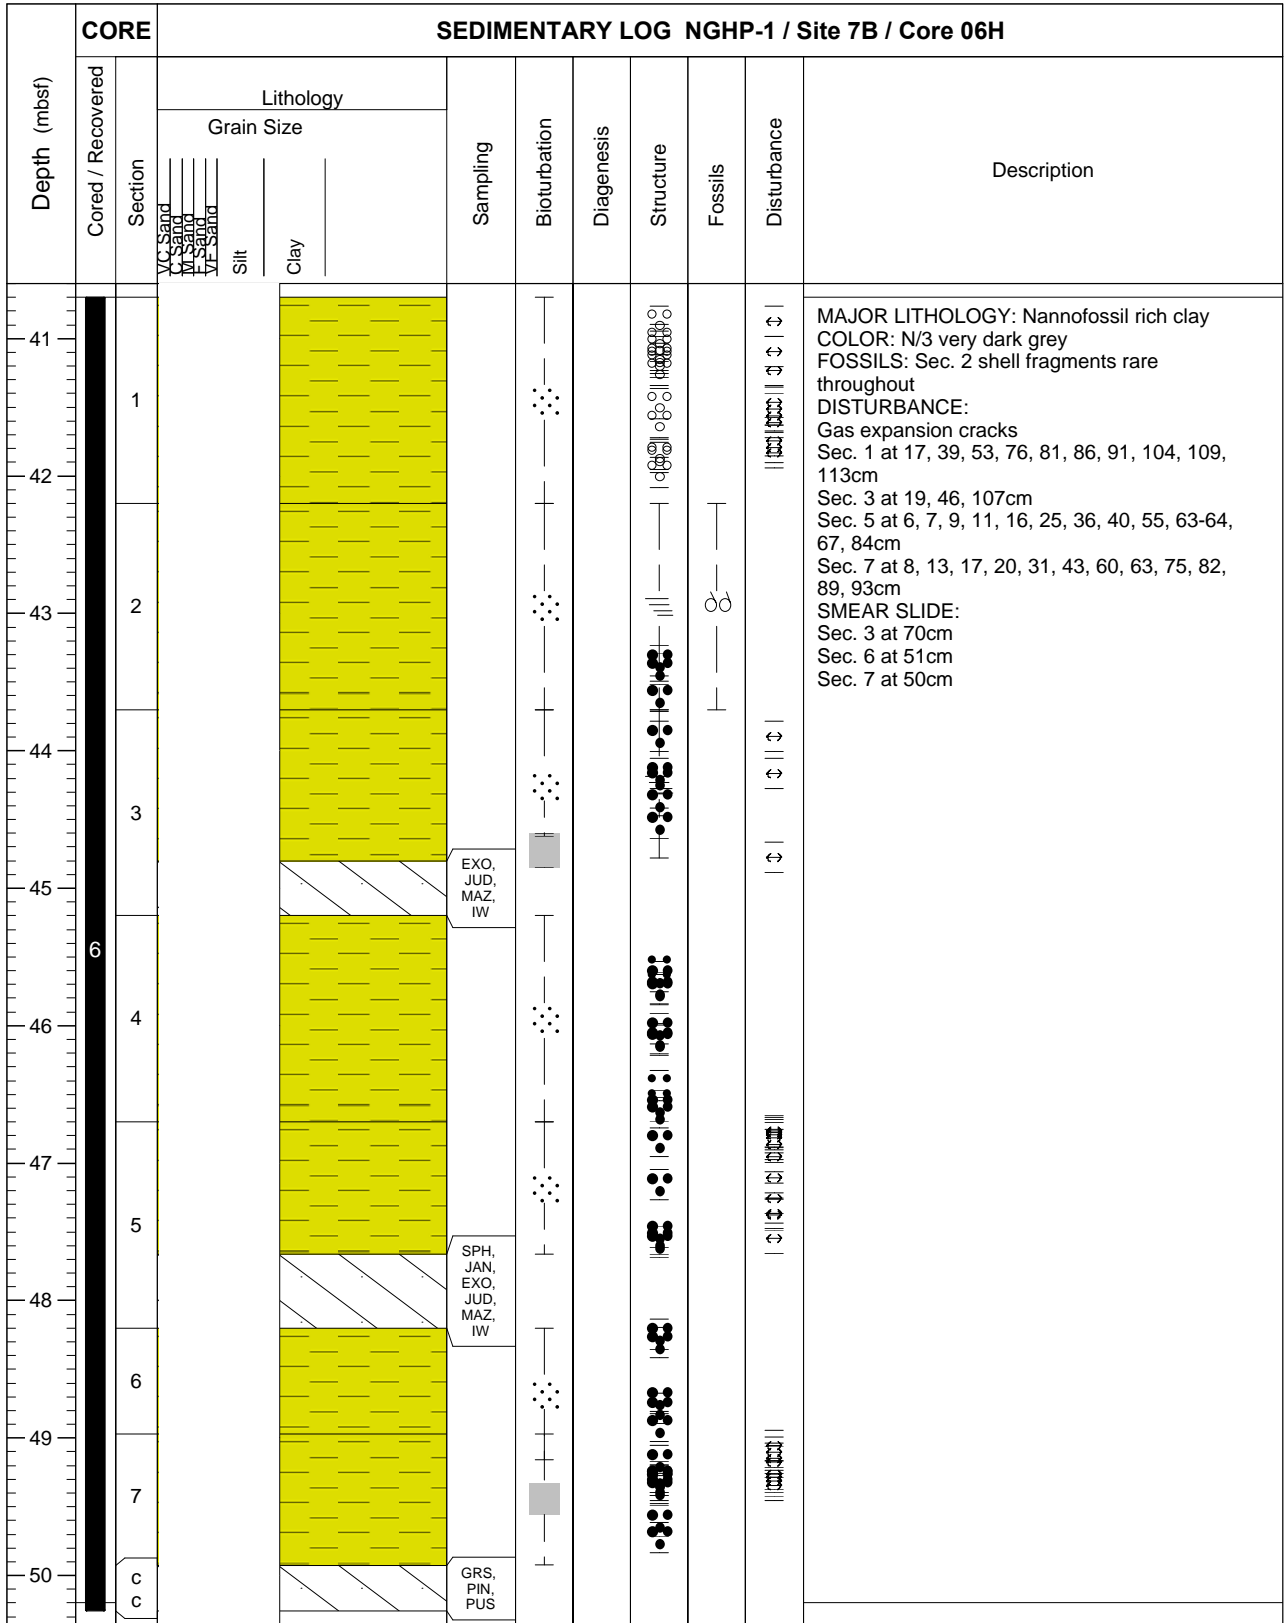 CORE
SEDIMENTARY LOG NGHP-1 / Site 7B / Core 06H
Depth (mbsf)
Cored / Recovered
Section
Lithology
Grain Size
VC Sand
C Sand
M Sand
F Sand
VF Sand
Silt
Clay
Sampling
Bioturbation
Diagenesis
Structure
Fossils
Disturbance
Description
MAJOR LITHOLOGY: Nannofossil rich clay
COLOR: N/3 very dark grey
FOSSILS: Sec. 2 shell fragments rare
throughout
DISTURBANCE:
Gas expansion cracks
Sec. 1 at 17, 39, 53, 76, 81, 86, 91, 104, 109,
113cm
Sec. 3 at 19, 46, 107cm
Sec. 5 at 6, 7, 9, 11, 16, 25, 36, 40, 55, 63-64,
67, 84cm
Sec. 7 at 8, 13, 17, 20, 31, 43, 60, 63, 75, 82,
89, 93cm
SMEAR SLIDE:
Sec. 3 at 70cm
Sec. 6 at 51cm
Sec. 7 at 50cm
41
1
42
2
43
44
3
EXO,
JUD,
MAZ,
IW
45
6
4
46
47
5
SPH,
JAN,
EXO,
JUD,
MAZ,
IW
48
6
49
7
50
C
C
GRS,
PIN,
PUS